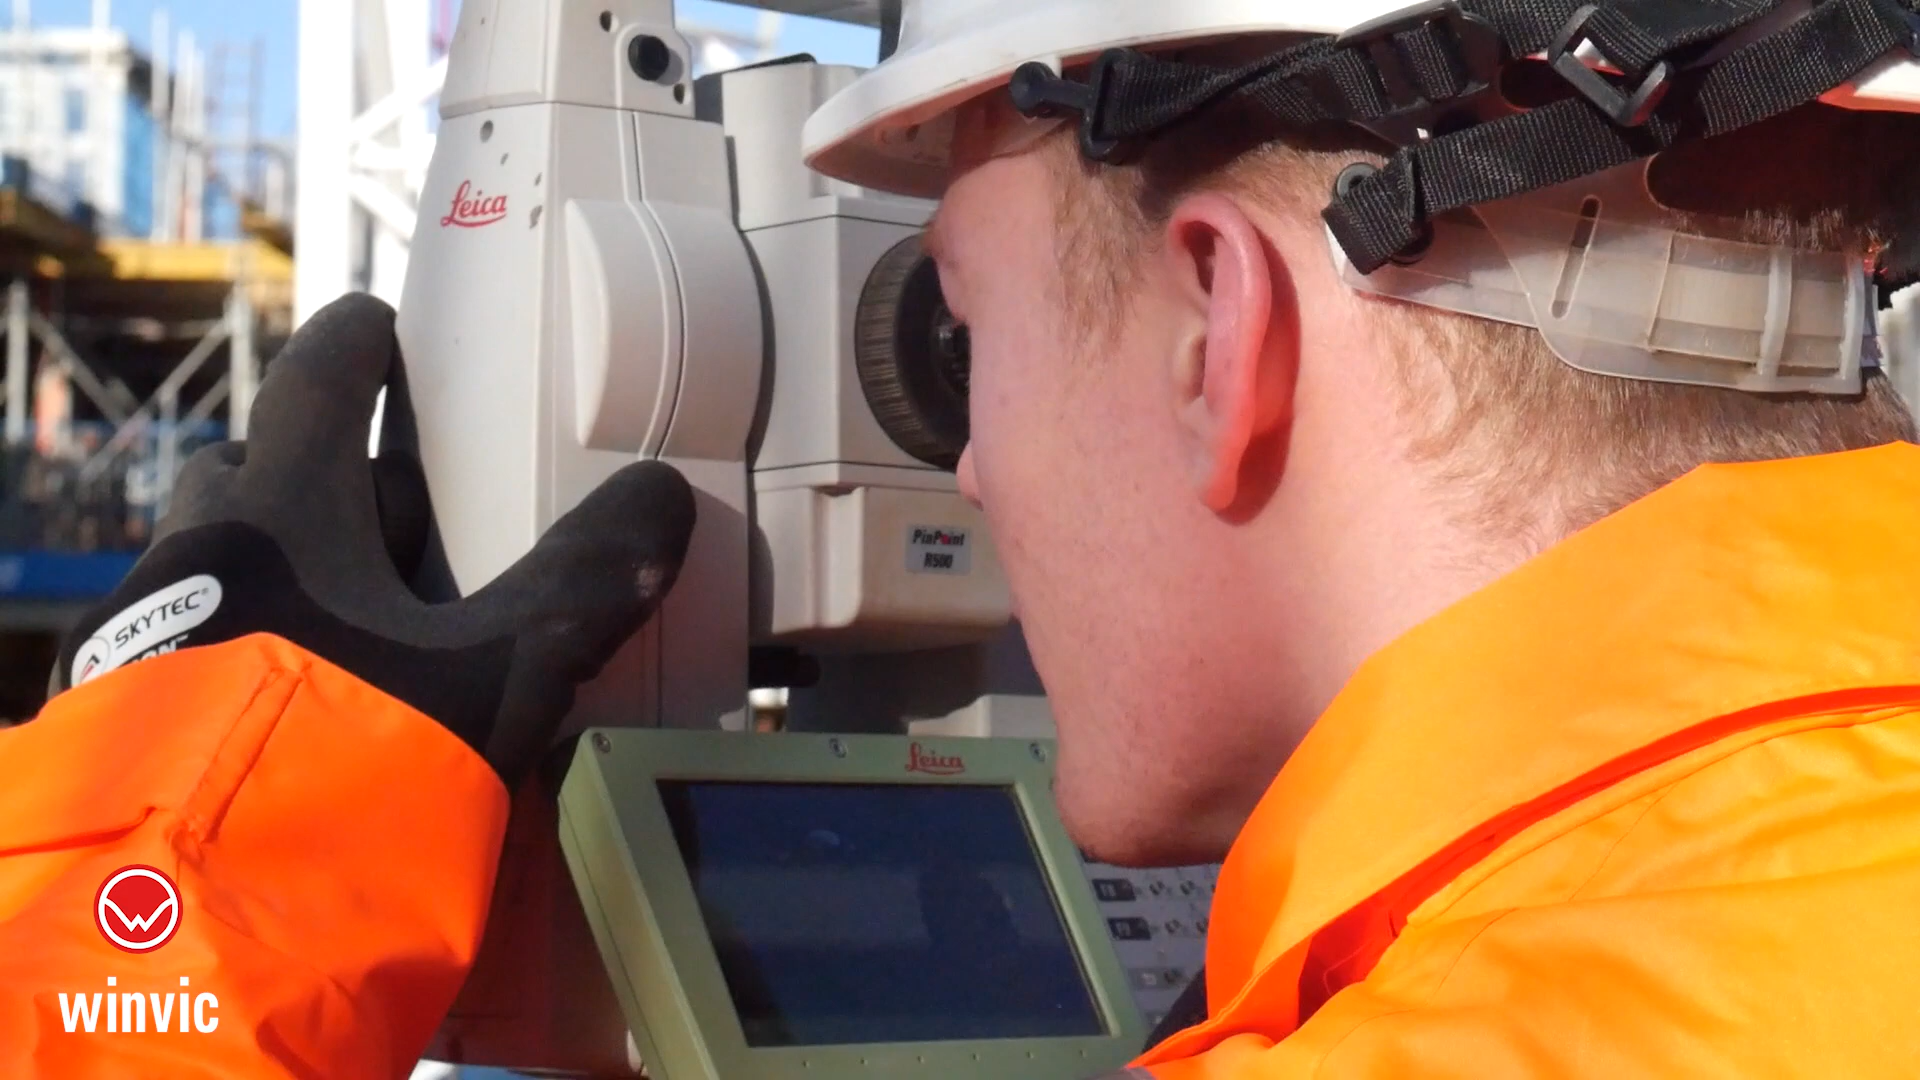 Leica
PinPoint
R500
SKYTEC
Leica
winvic